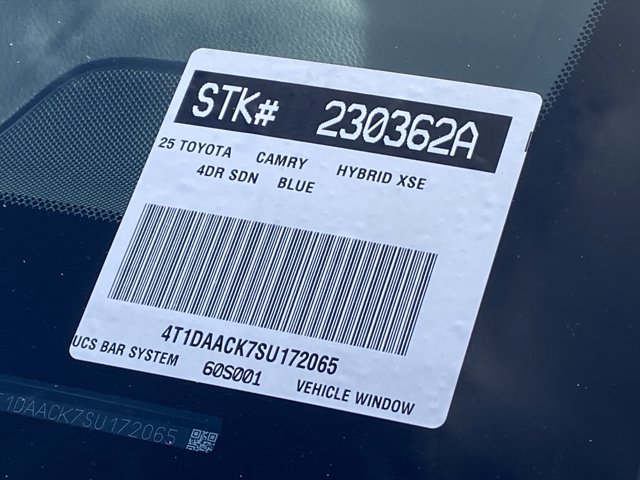 STK# 230362A
25 TOYOTA CAMRY HYBRID XSE
4DR SDN BLUE
4T1DAACK7SU172065
UCS BAR SYSTEM 60S001 VEHICLE WINDOW
T1DAACK7SU172065